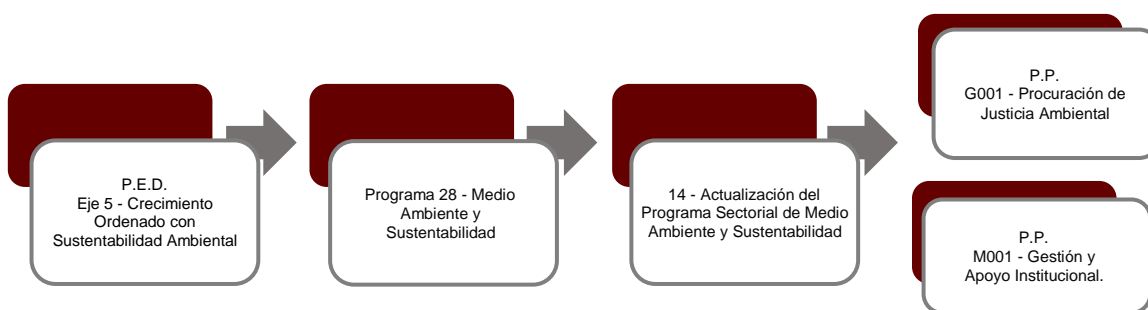 P.E.D.
Eje 5 - Crecimiento
Ordenado con
Sustentabilidad Ambiental
Programa 28 - Medio
Ambiente y
Sustentabilidad
14 - Actualización del
Programa Sectorial de Medio
Ambiente y Sustentabilidad
P.P.
G001 - Procuración de
Justicia Ambiental
P.P.
M001 - Gestión y
Apoyo Institucional.